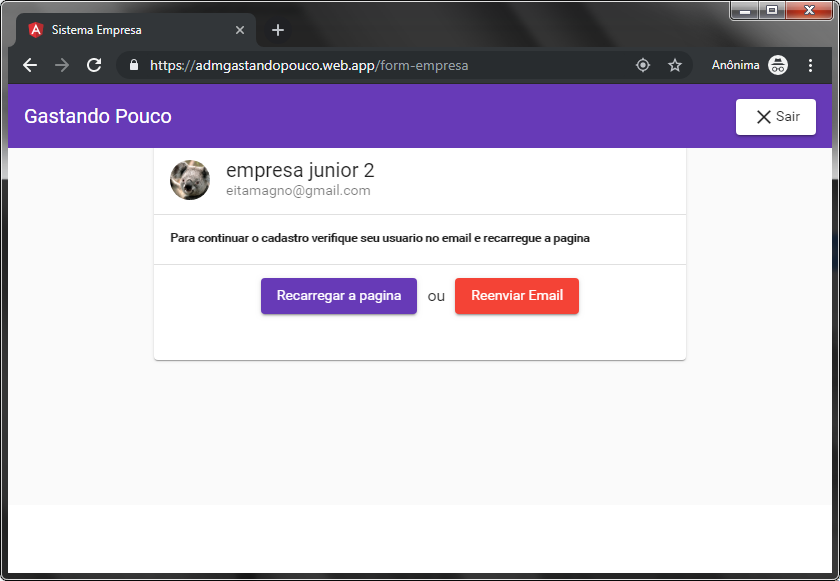 Sistema Empresa
https://admgastandopouco.web.app/form-empresa
Anônima
Gastando Pouco
Sair
empresa junior 2
eitamagno@gmail.com
Para continuar o cadastro verifique seu usuario no email e recarregue a pagina
Recarregar a pagina ou Reenviar Email